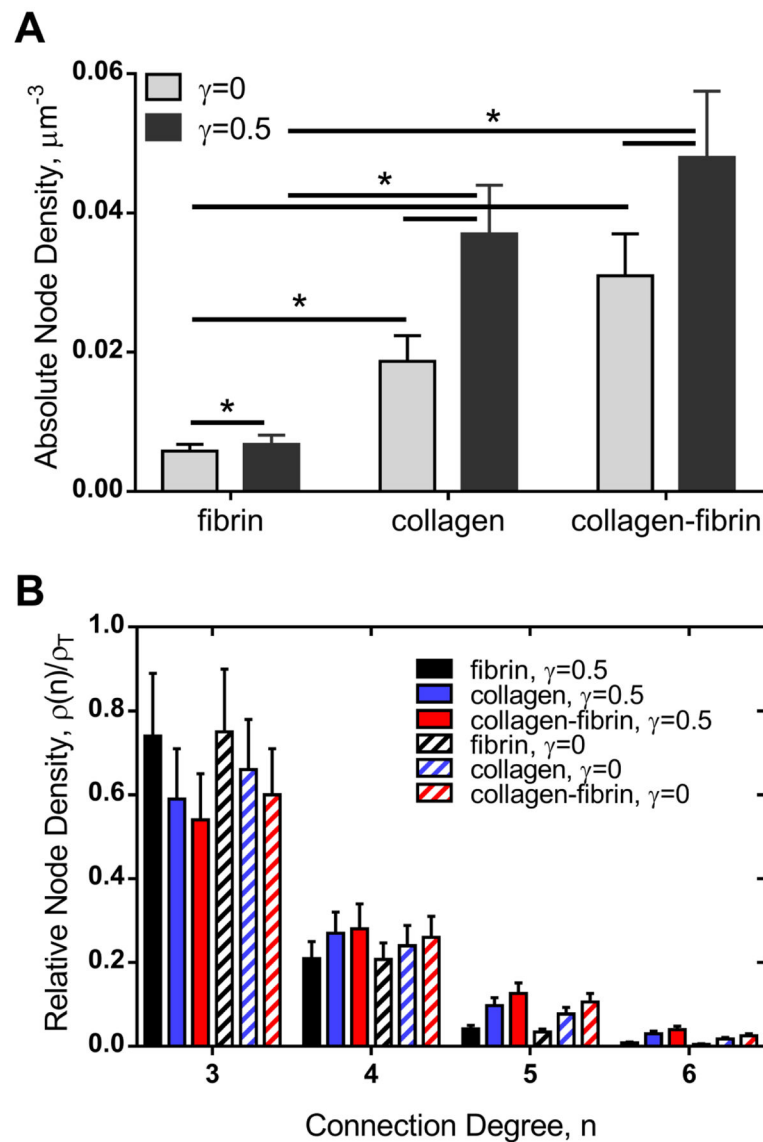 A
Absolute Node Density, μm⁻³
0.06
0.04
0.02
0.00
γ=0
γ=0.5
*
*
*
*
fibrin
collagen
collagen-fibrin
B
Relative Node Density, ρ(n)/ρT
1.0
0.8
0.6
0.4
0.2
0.0
fibrin, γ=0.5
collagen, γ=0.5
collagen-fibrin, γ=0.5
fibrin, γ=0
collagen, γ=0
collagen-fibrin, γ=0
3
4
5
6
Connection Degree, n